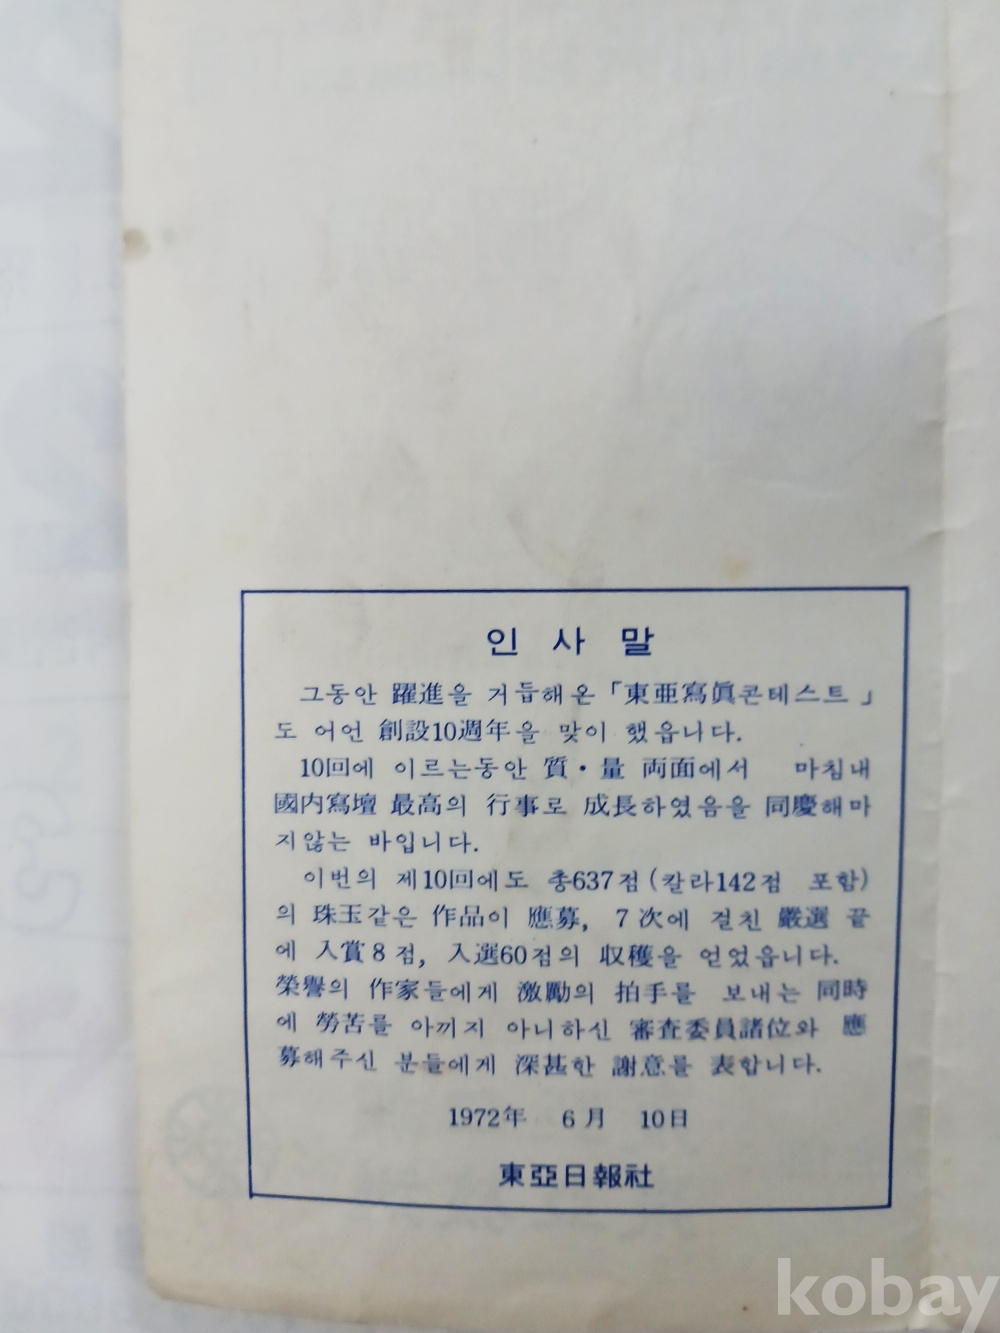 인 사 말
그동안 躍進을 거듭해온 「東亜寫眞콘테스트」
도 어언 創設10週年을 맞이 했읍니다.
10回에 이르는동안 質·量 両面에서 마침내
國内寫壇 最高의 行事로 成長하였음을 同慶해마
지않는 바입니다.
이번의 제10回에도 총637점(칼라142점 포함)
의 珠玉같은 作品이 應募, 7次에 걸친 嚴選 끝
에 入賞8점, 入選60점의 収穫을 얻었읍니다.
榮譽의 作家들에게 激勵의 拍手를 보내는 同時
에 勞苦를 아끼지 아니하신 審査委員諸位와 應
募해주신 분들에게 深甚한 謝意를 表합니다.
1972年 6月 10日
東亞日報社
kobay